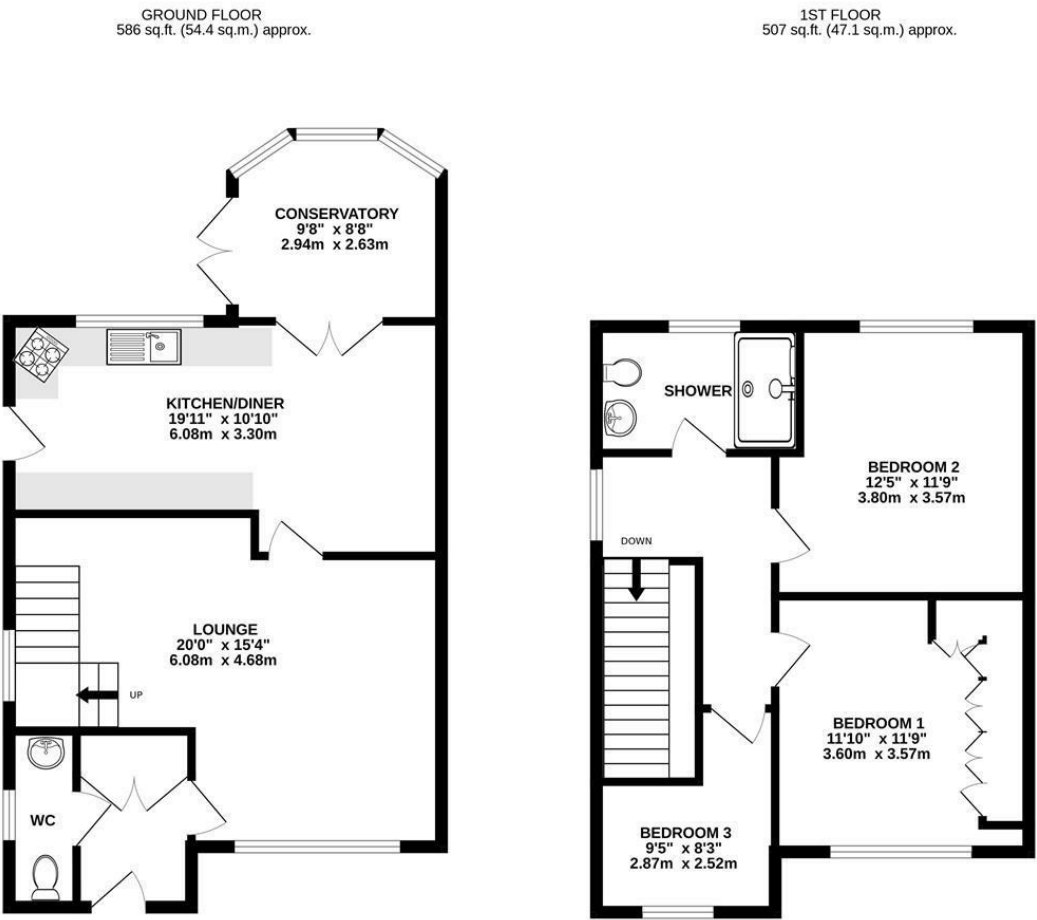 GROUND FLOOR
586 sq.ft. (54.4 sq.m.) approx.
1ST FLOOR
507 sq.ft. (47.1 sq.m.) approx.
CONSERVATORY
9'8" x 8'8"
2.94m x 2.63m
KITCHEN/DINER
19'11" x 10'10"
6.08m x 3.30m
LOUNGE
20'0" x 15'4"
6.08m x 4.68m
UP
WC
SHOWER
BEDROOM 2
12'5" x 11'9"
3.80m x 3.57m
DOWN
BEDROOM 1
11'10" x 11'9"
3.60m x 3.57m
BEDROOM 3
9'5" x 8'3"
2.87m x 2.52m